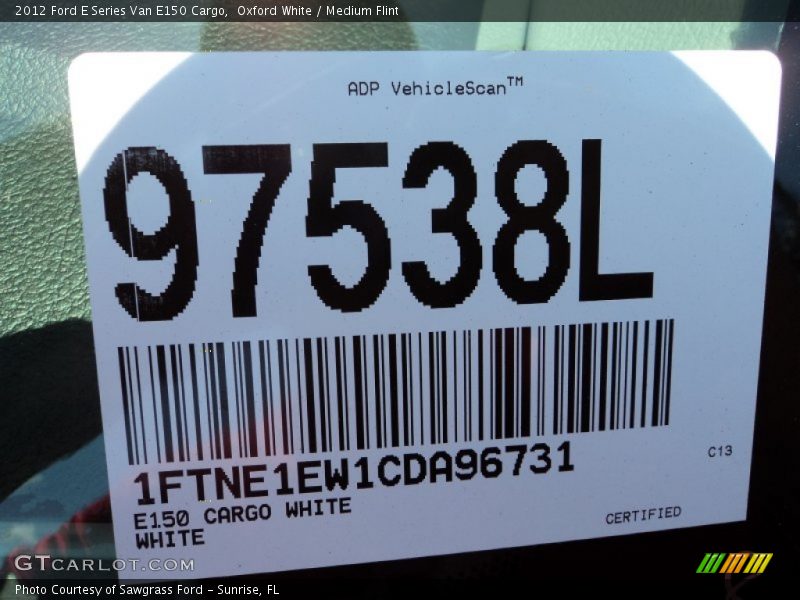 2012 Ford E Series Van E150 Cargo, Oxford White / Medium Flint
ADP VehicleScan™
97538L
1FTNE1EW1CDA96731
C13
E150 CARGO WHITE
WHITE
CERTIFIED
GTCARLOT.COM
Photo Courtesy of Sawgrass Ford - Sunrise, FL